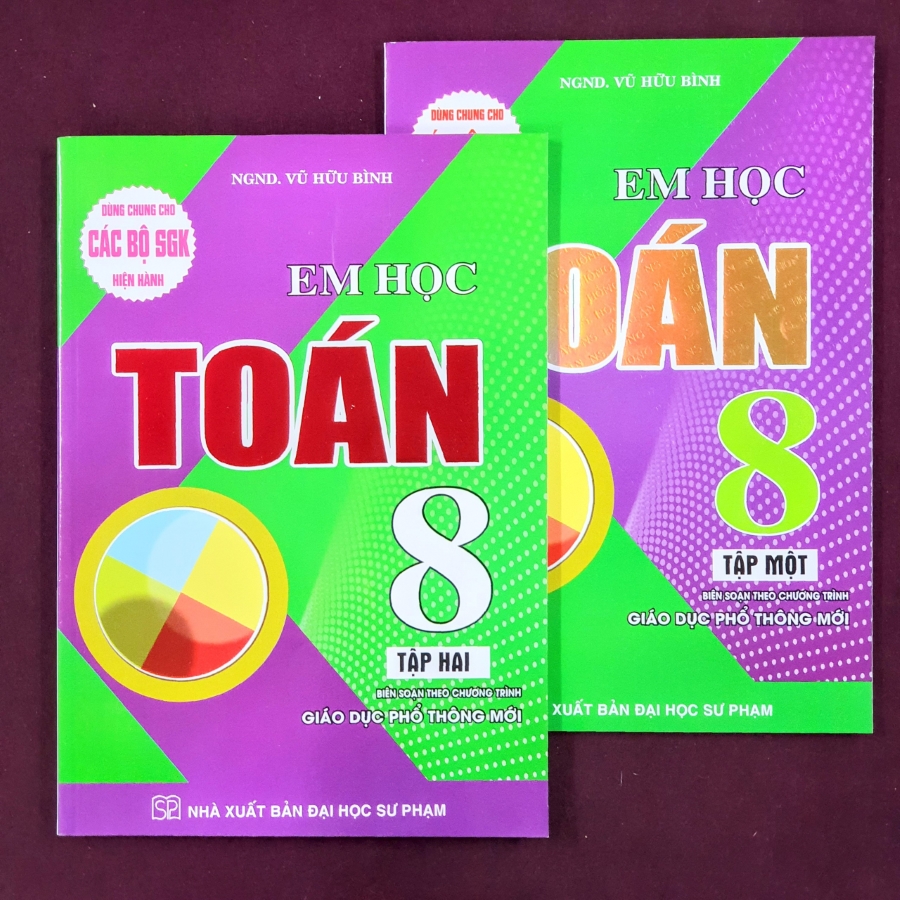 NGND. VŨ HỮU BÌNH
DÙNG CHUNG CHO
CÁC BỘ SGK
HIỆN HÀNH
EM HỌC
TOÁN
8
TẬP HAI
BIÊN SOẠN THEO CHƯƠNG TRÌNH
GIÁO DỤC PHỔ THÔNG MỚI
SP NHÀ XUẤT BẢN ĐẠI HỌC SƯ PHẠM
NGND. VŨ HỮU BÌNH
DÙNG CHUNG CHO
EM HỌC
OÁN
8
TẬP MỘT
BIÊN SOẠN THEO CHƯƠNG TRÌNH
GIÁO DỤC PHỔ THÔNG MỚI
XUẤT BẢN ĐẠI HỌC SƯ PHẠM